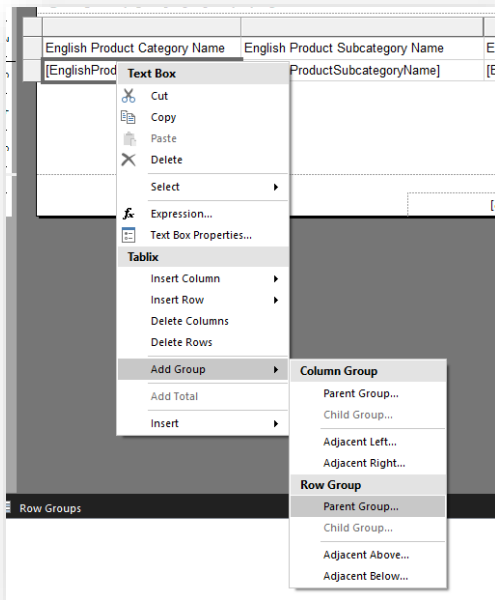 English Product Category Name English Product Subcategory Name E
[EnglishProd ProductSubcategoryName] [E
Text Box
Cut
Copy
Paste
Delete
Select
fx Expression...
Text Box Properties...
Tablix
Insert Column
Insert Row
Delete Columns
Delete Rows
Add Group
Add Total
Insert
Column Group
Parent Group...
Child Group...
Adjacent Left...
Adjacent Right...
Row Group
Parent Group...
Child Group...
Adjacent Above...
Adjacent Below...
Row Groups